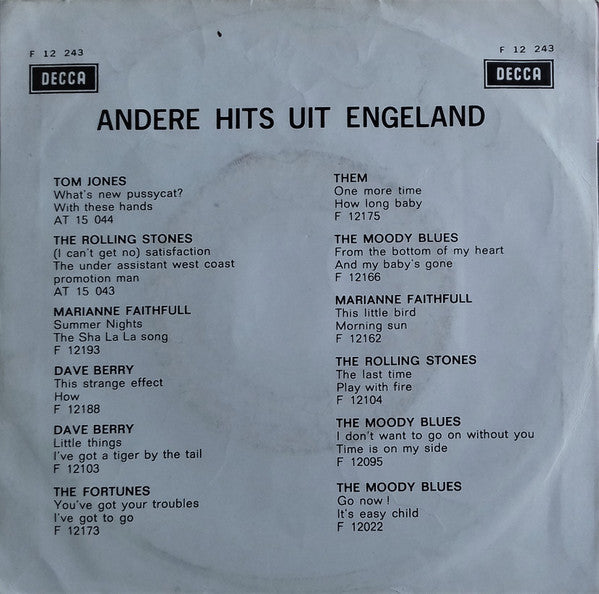 F 12 243
F 12 243
DECCA
DECCA
ANDERE HITS UIT ENGELAND
TOM JONES
What's new pussycat?
With these hands
AT 15 044
THE ROLLING STONES
(I can't get no) satisfaction
The under assistant west coast
promotion man
AT 15 043
MARIANNE FAITHFULL
Summer Nights
The Sha La La song
F 12193
DAVE BERRY
This strange effect
How
F 12188
DAVE BERRY
Little things
I've got a tiger by the tail
F 12103
THE FORTUNES
You've got your troubles
I've got to go
F 12173
THEM
One more time
How long baby
F 12175
THE MOODY BLUES
From the bottom of my heart
And my baby's gone
F 12166
MARIANNE FAITHFULL
This little bird
Morning sun
F 12162
THE ROLLING STONES
The last time
Play with fire
F 12104
THE MOODY BLUES
I don't want to go on without you
Time is on my side
F 12095
THE MOODY BLUES
Go now !
It's easy child
F 12022